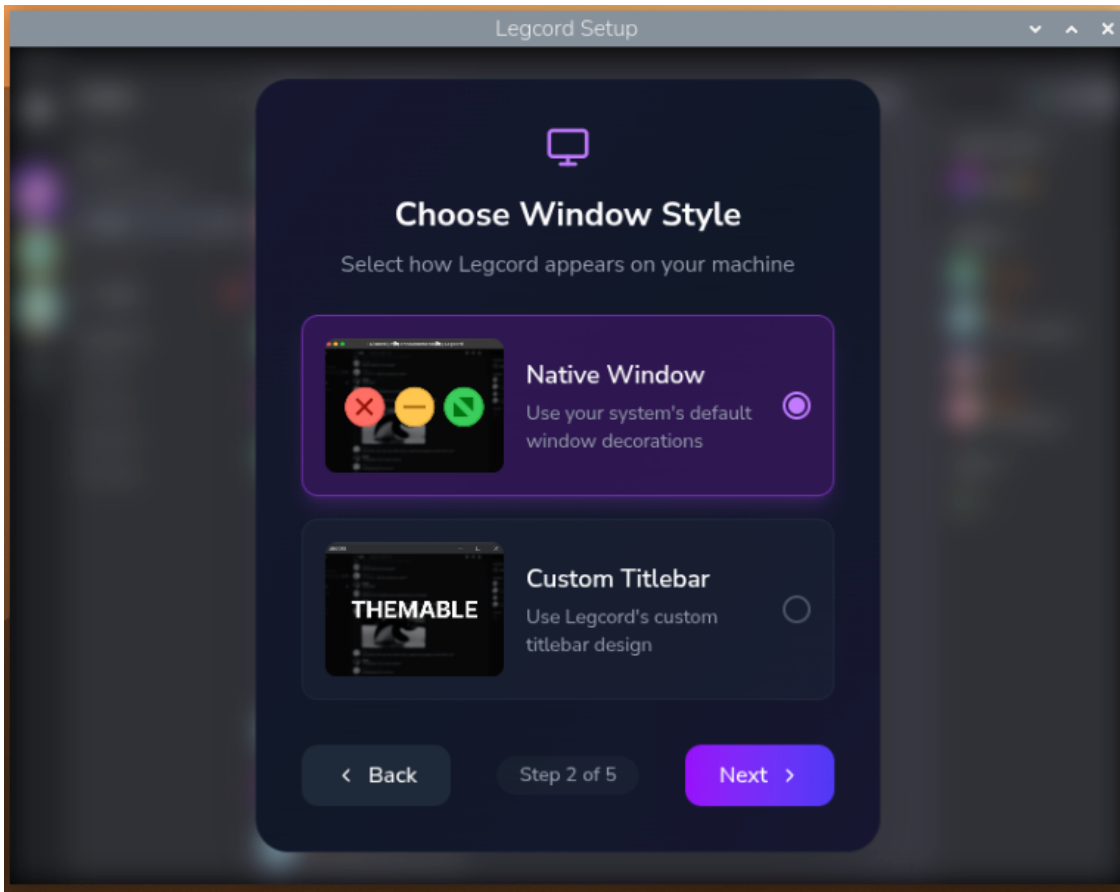 Legcord Setup
Choose Window Style
Select how Legcord appears on your machine
Native Window
Use your system's default
window decorations
THEMABLE
Custom Titlebar
Use Legcord's custom
titlebar design
Back
Step 2 of 5
Next